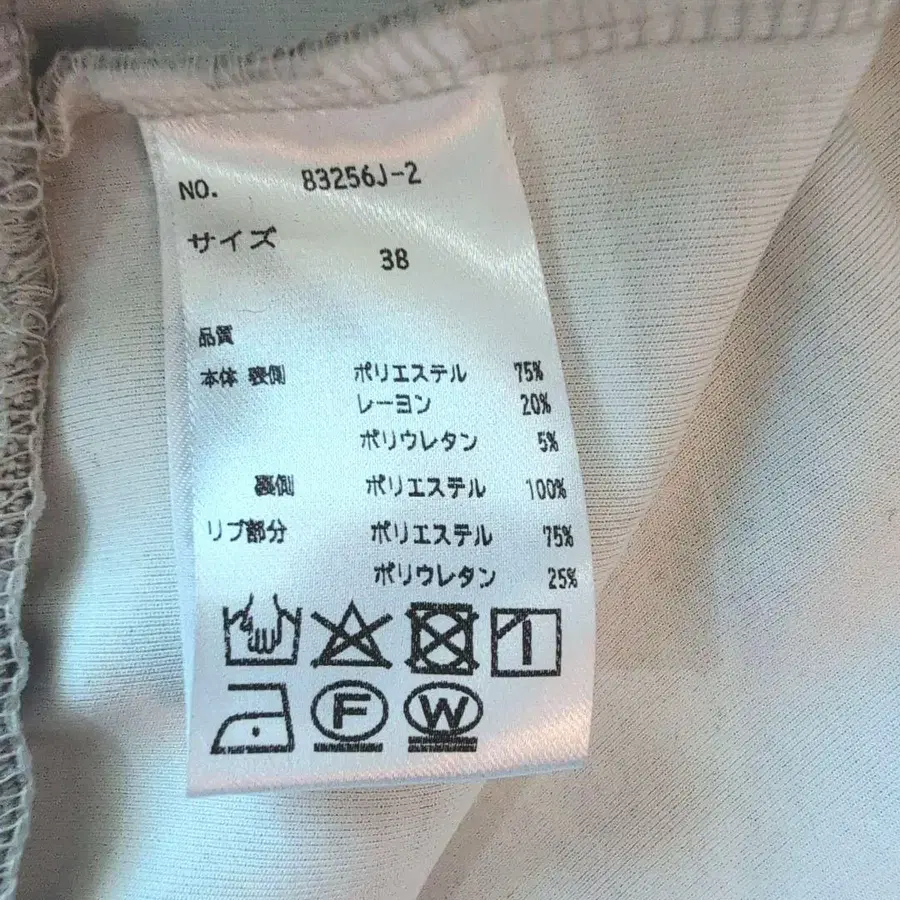 NO. 83256J-2
サイズ 38
品質
本体 表側 ポリエステル 75%
レーヨン 20%
ポリウレタン 5%
裏側 ポリエステル 100%
リブ部分 ポリエステル 75%
ポリウレタン 25%
F W